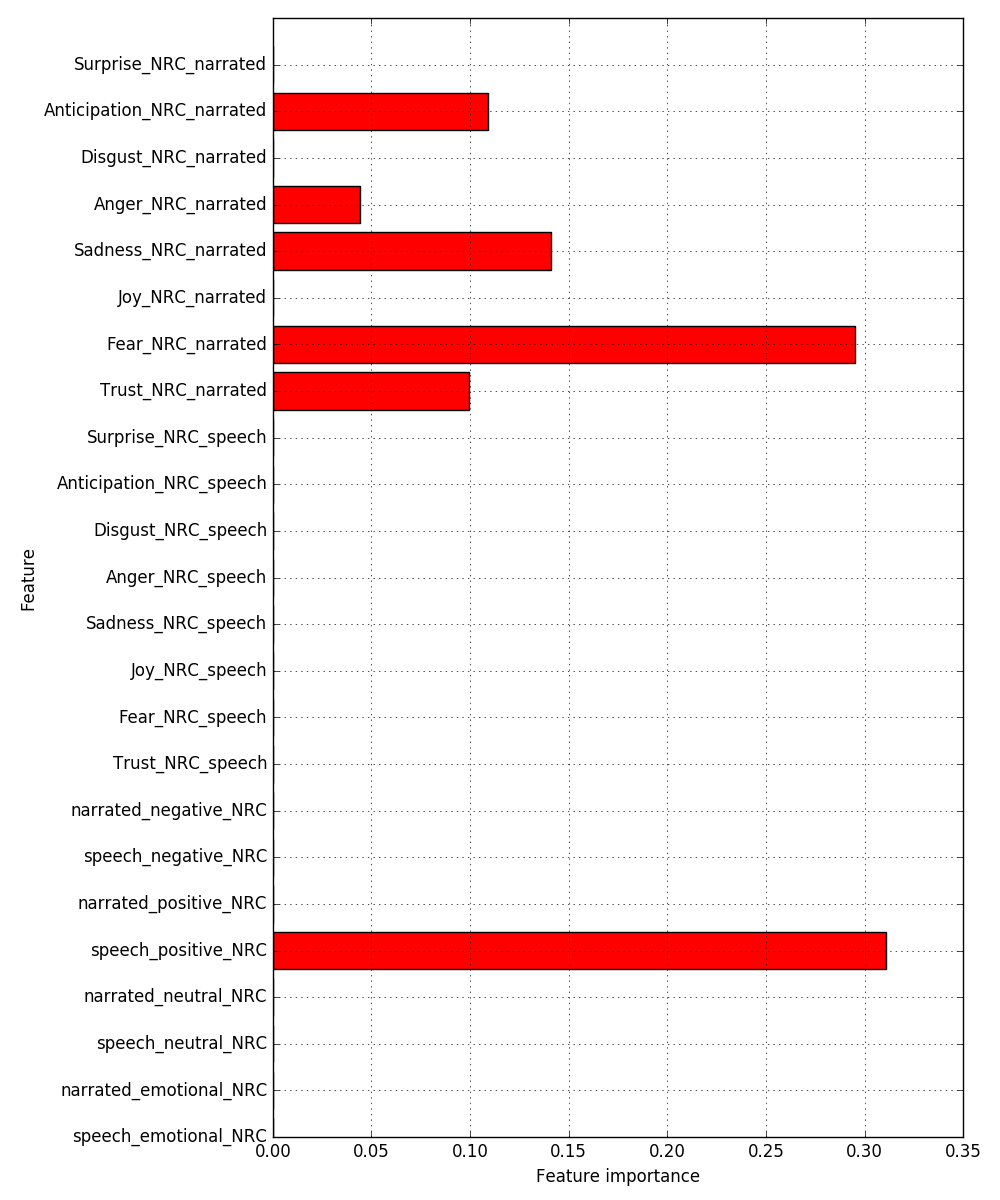 Surprise_NRC_narrated
Anticipation_NRC_narrated
Disgust_NRC_narrated
Anger_NRC_narrated
Sadness_NRC_narrated
Joy_NRC_narrated
Fear_NRC_narrated
Trust_NRC_narrated
Surprise_NRC_speech
Anticipation_NRC_speech
Disgust_NRC_speech
Anger_NRC_speech
Sadness_NRC_speech
Joy_NRC_speech
Fear_NRC_speech
Trust_NRC_speech
narrated_negative_NRC
speech_negative_NRC
narrated_positive_NRC
speech_positive_NRC
narrated_neutral_NRC
speech_neutral_NRC
narrated_emotional_NRC
speech_emotional_NRC
Feature
0.00 0.05 0.10 0.15 0.20 0.25 0.30 0.35
Feature importance